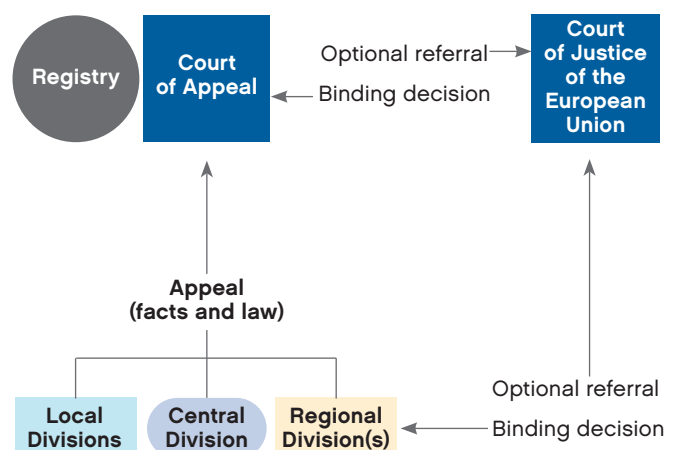 Registry
Court
of Appeal
Optional referral
Binding decision
Court
of Justice
of the
European
Union
Appeal
(facts and law)
Local
Divisions
Central
Division
Regional
Division(s)
Optional referral
Binding decision